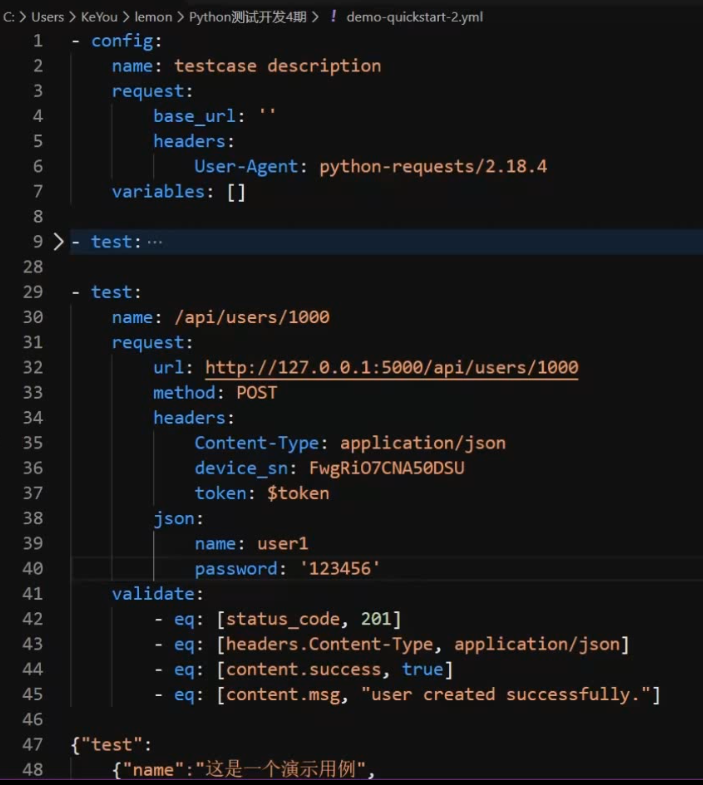 C: > Users > KeYou > lemon > Python测试开发4期 > ! demo-quickstart-2.yml
1 - config:
2 name: testcase description
3 request:
4 base_url: ''
5 headers:
6 User-Agent: python-requests/2.18.4
7 variables: []
8
9 > - test: ...
28
29 - test:
30 name: /api/users/1000
31 request:
32 url: http://127.0.0.1:5000/api/users/1000
33 method: POST
34 headers:
35 Content-Type: application/json
36 device_sn: FwgRiO7CNA50DSU
37 token: $token
38 json:
39 name: user1
40 password: '123456'
41 validate:
42 - eq: [status_code, 201]
43 - eq: [headers.Content-Type, application/json]
44 - eq: [content.success, true]
45 - eq: [content.msg, "user created successfully."]
46
47 {"test":
48 {"name":"这是一个演示用例",